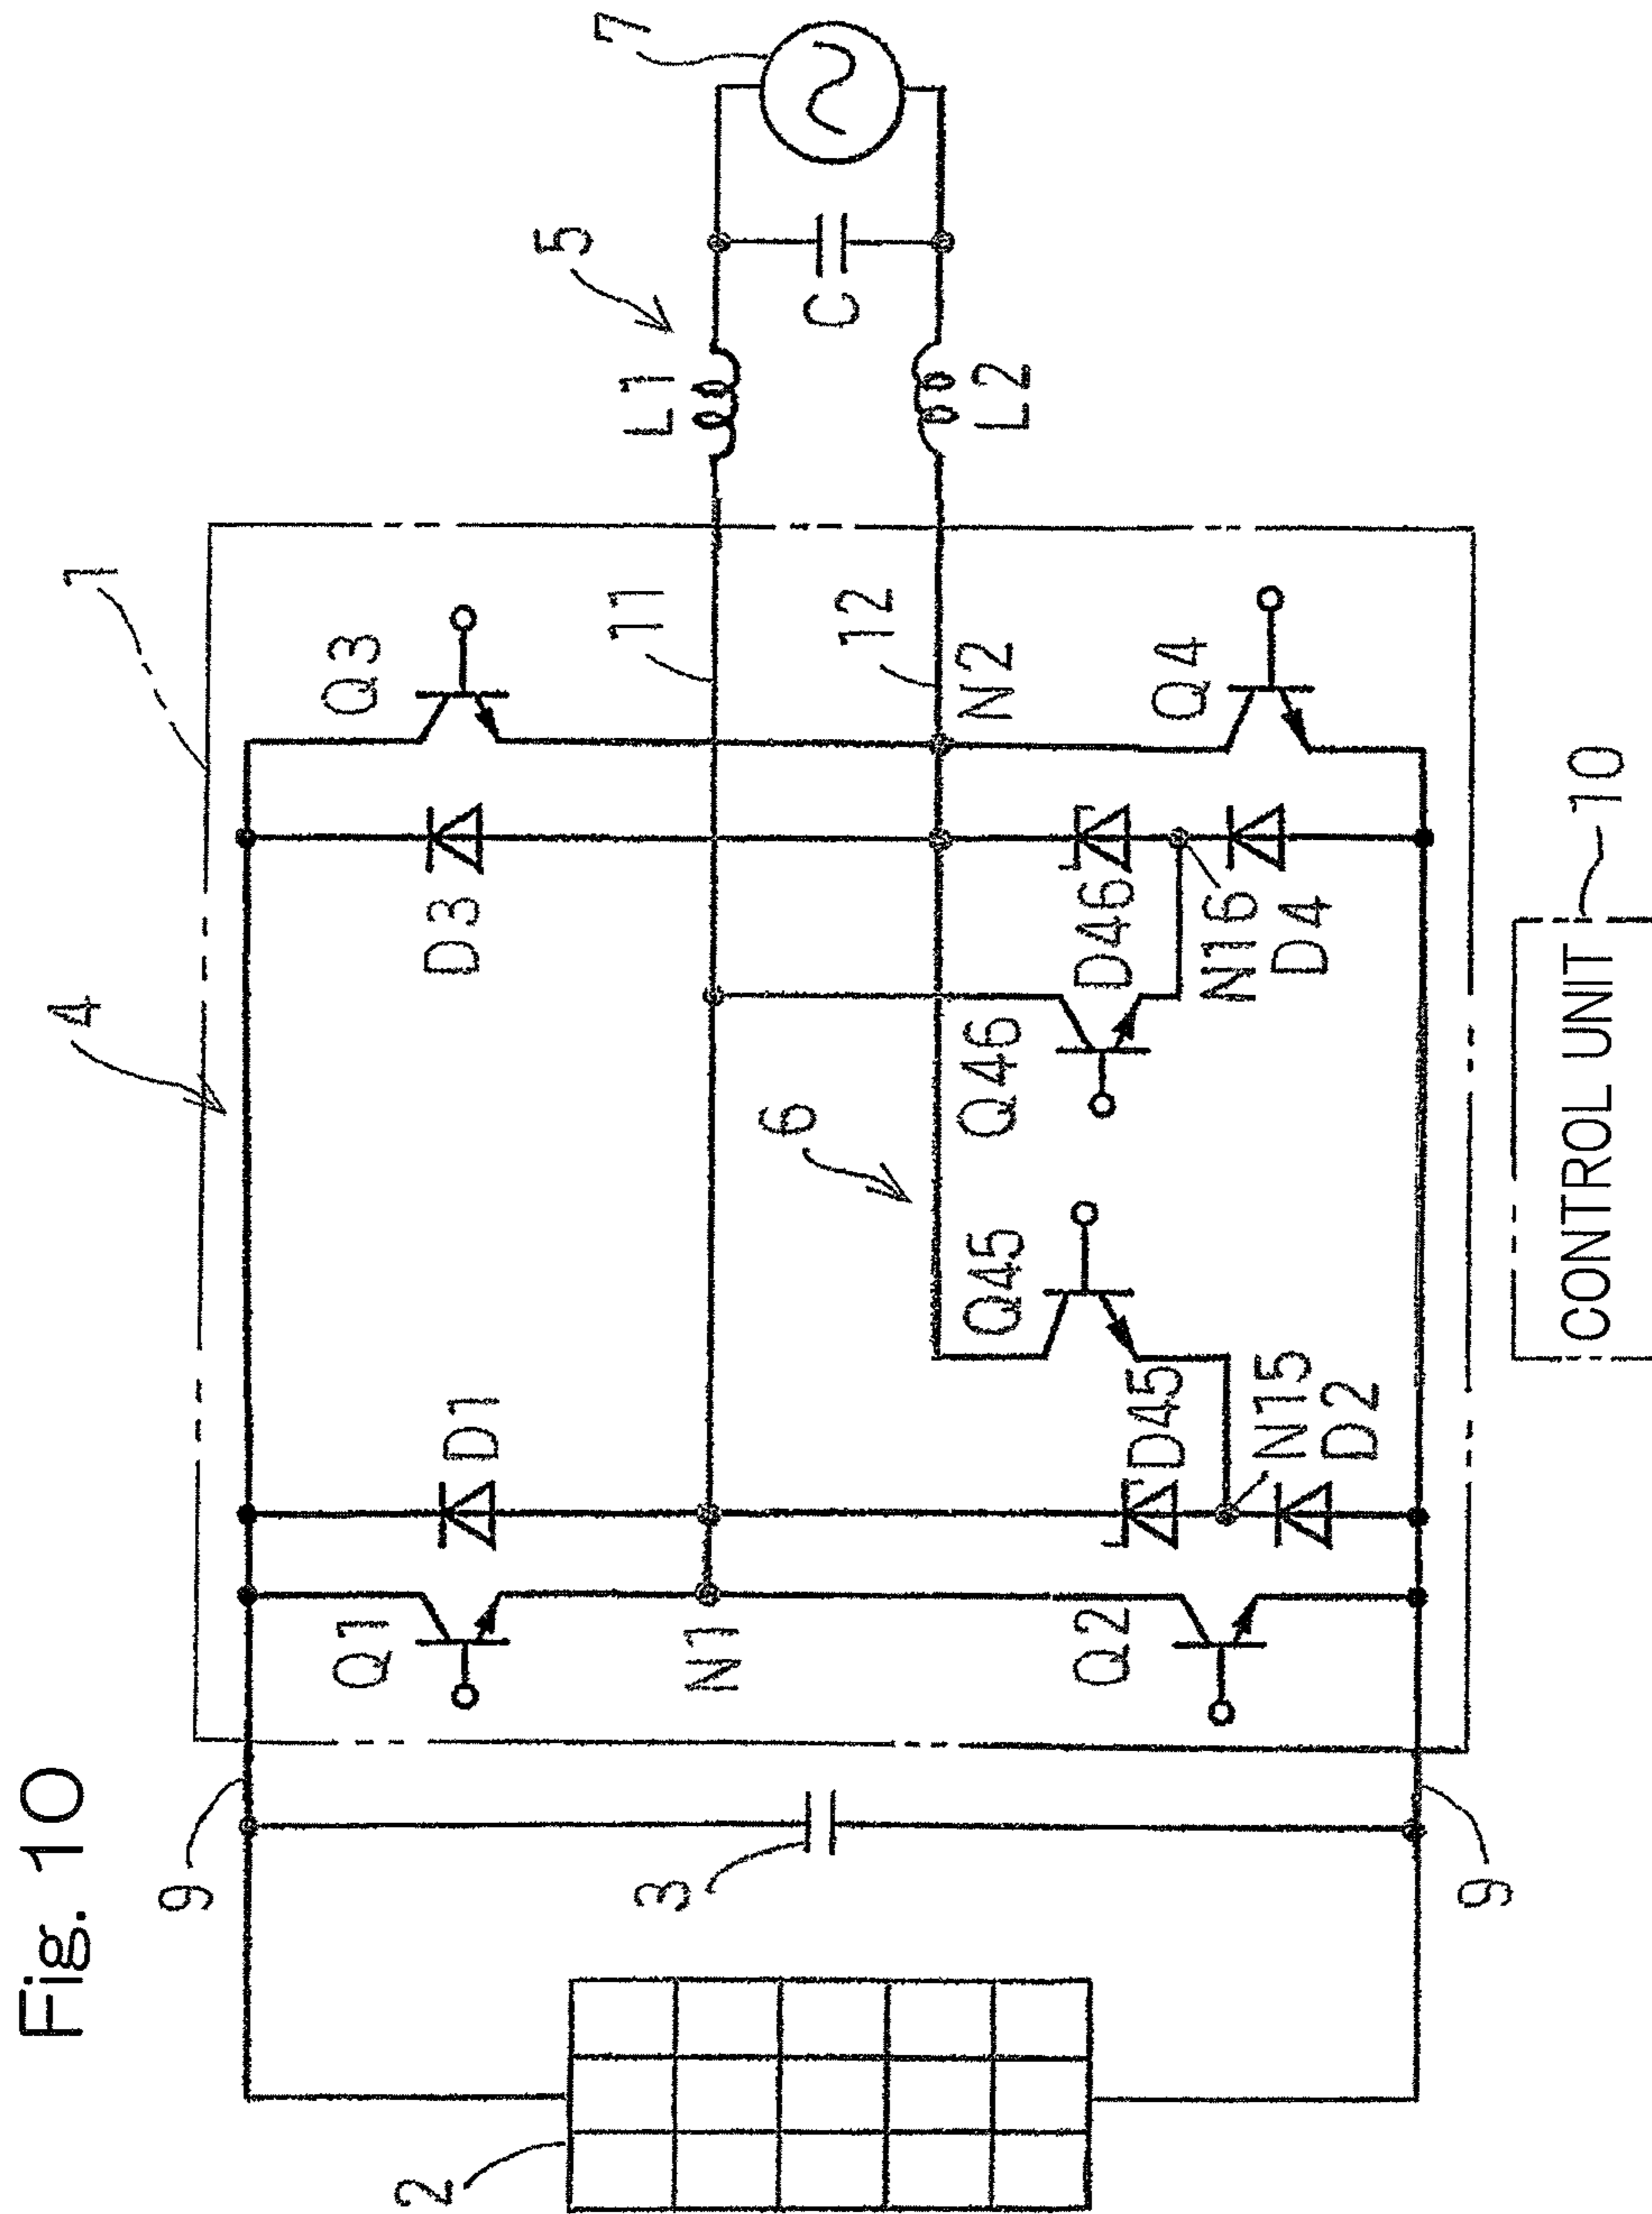 Fig. 10
1
4
9
Q1
D1
D3
Q3
5
7
L1
11
C
12
L2
N1
N2
6
Q45
Q46
D46
N16
D4
Q4
D45
N15
D2
Q2
2
3
9
CONTROL UNIT
10